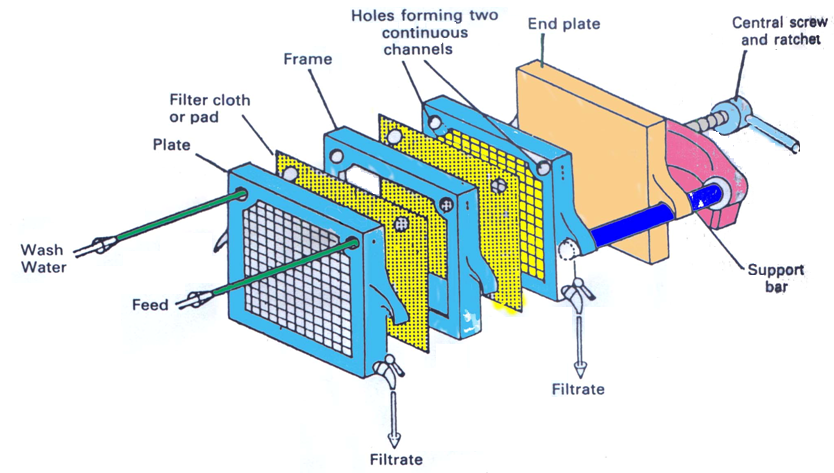 Holes forming two
continuous
channels
End plate
Central screw
and ratchet
Frame
Filter cloth
or pad
Plate
Wash
Water
Feed
Support
bar
Filtrate
Filtrate